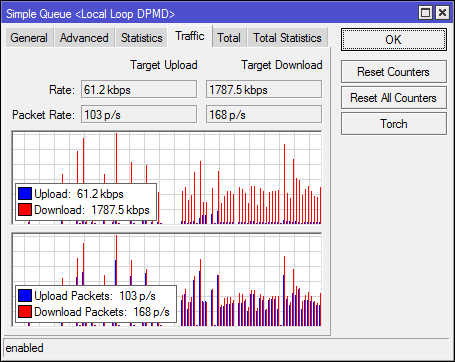 Simple Queue <Local Loop DPMD>
General Advanced Statistics Traffic Total Total Statistics
Target Upload Target Download
Rate: 61.2 kbps 1787.5 kbps
Packet Rate: 103 p/s 168 p/s
Upload: 61.2 kbps
Download: 1787.5 kbps
Upload Packets: 103 p/s
Download Packets: 168 p/s
OK
Reset Counters
Reset All Counters
Torch
enabled